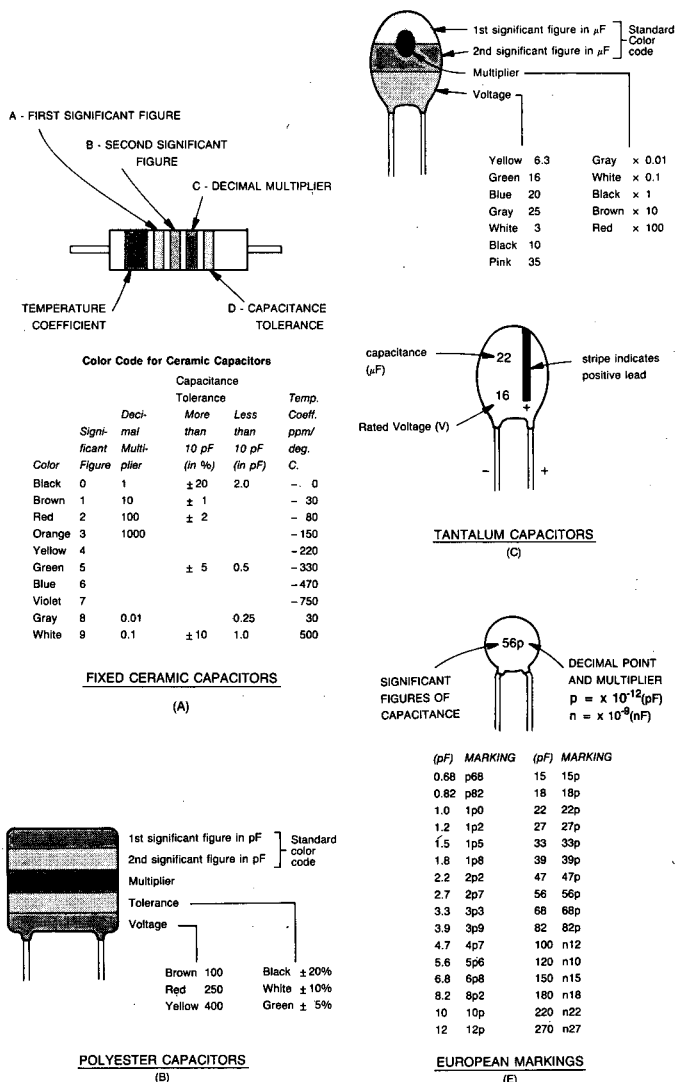 A - FIRST SIGNIFICANT FIGURE
B - SECOND SIGNIFICANT
FIGURE
C - DECIMAL MULTIPLIER
TEMPERATURE
COEFFICIENT
D - CAPACITANCE
TOLERANCE
Color Code for Ceramic Capacitors
Capacitance
Tolerance
Deci- More Less Temp. Coeff.
Signi- mal than than ppm/
ficant Multi- 10 pF 10 pF deg.
Color Figure plier (in %) (in pF) C.
Black 0 1 ±20 2.0 -. 0
Brown 1 10 ± 1 - 30
Red 2 100 ± 2 - 80
Orange 3 1000 -150
Yellow 4 -220
Green 5 ± 5 0.5 -330
Blue 6 -470
Violet 7 -750
Gray 8 0.01 0.25 30
White 9 0.1 ±10 1.0 500
FIXED CERAMIC CAPACITORS
(A)
1st significant figure in pF
2nd significant figure in pF
Standard
color
code
Multiplier
Tolerance
Voltage
Brown 100 Black ±20%
Red 250 White ±10%
Yellow 400 Green ± 5%
POLYESTER CAPACITORS
(B)
1st significant figure in µF
2nd significant figure in µF
Standard
Color
code
Multiplier
Voltage
Yellow 6.3 Gray x 0.01
Green 16 White x 0.1
Blue 20 Black x 1
Gray 25 Brown x 10
White 3 Red x 100
Black 10
Pink 35
capacitance
(µF)
22
stripe indicates
positive lead
16
+
Rated Voltage (V)
- +
TANTALUM CAPACITORS
(C)
56p
SIGNIFICANT
FIGURES OF
CAPACITANCE
DECIMAL POINT
AND MULTIPLIER
p = x 10⁻¹²(pF)
n = x 10⁻⁹(nF)
(pF) MARKING (pF) MARKING
0.68 p68 15 15p
0.82 p82 18 18p
1.0 1p0 22 22p
1.2 1p2 27 27p
1.5 1p5 33 33p
1.8 1p8 39 39p
2.2 2p2 47 47p
2.7 2p7 56 56p
3.3 3p3 68 68p
3.9 3p9 82 82p
4.7 4p7 100 n12
5.6 5p6 120 n10
6.8 6p8 150 n15
8.2 8p2 180 n18
10 10p 220 n22
12 12p 270 n27
EUROPEAN MARKINGS